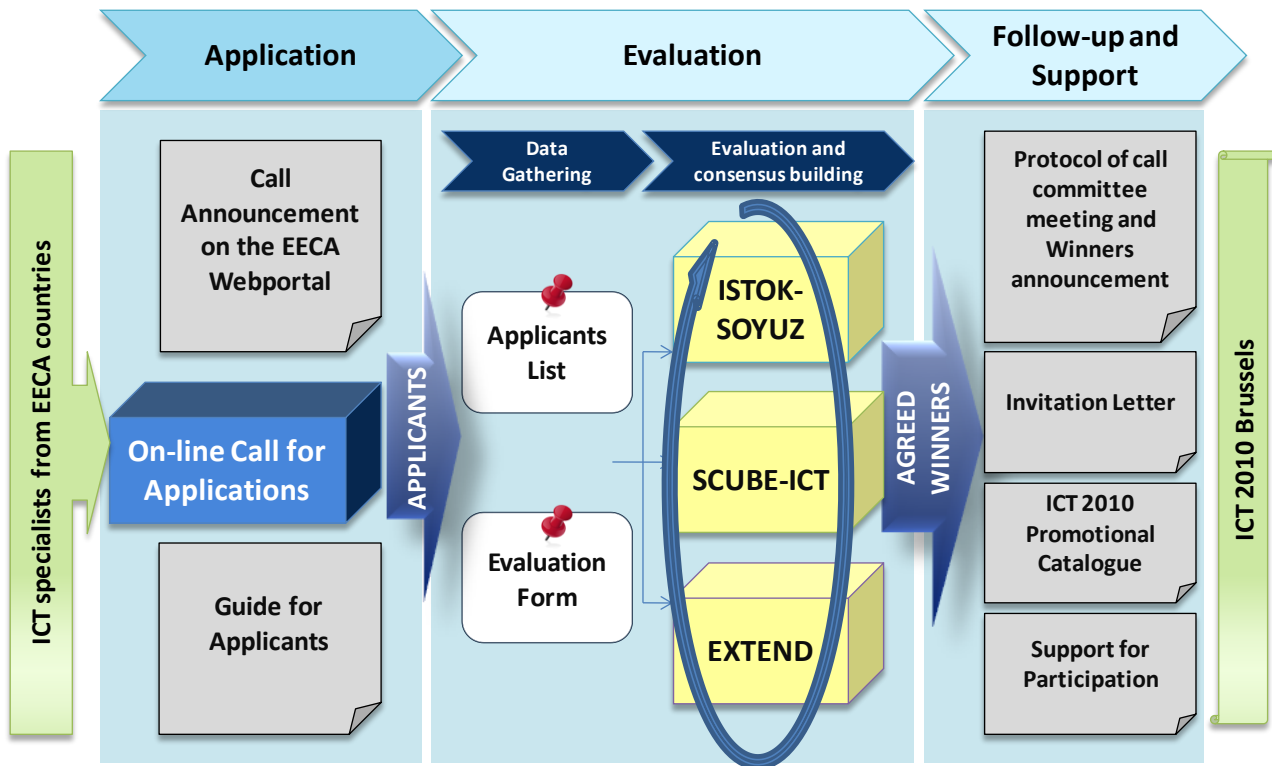 Application
Evaluation
Follow-up and
Support
ICT specialists from EECA countries
Call
Announcement
on the EECA
Webportal
On-line Call for
Applications
Guide for
Applicants
APPLICANTS
Data
Gathering
Evaluation and
consensus building
Applicants
List
Evaluation
Form
ISTOK-
SOYUZ
SCUBE-ICT
EXTEND
AGREED
WINNERS
Protocol of call
committee
meeting and
Winners
announcement
Invitation Letter
ICT 2010
Promotional
Catalogue
Support for
Participation
ICT 2010 Brussels